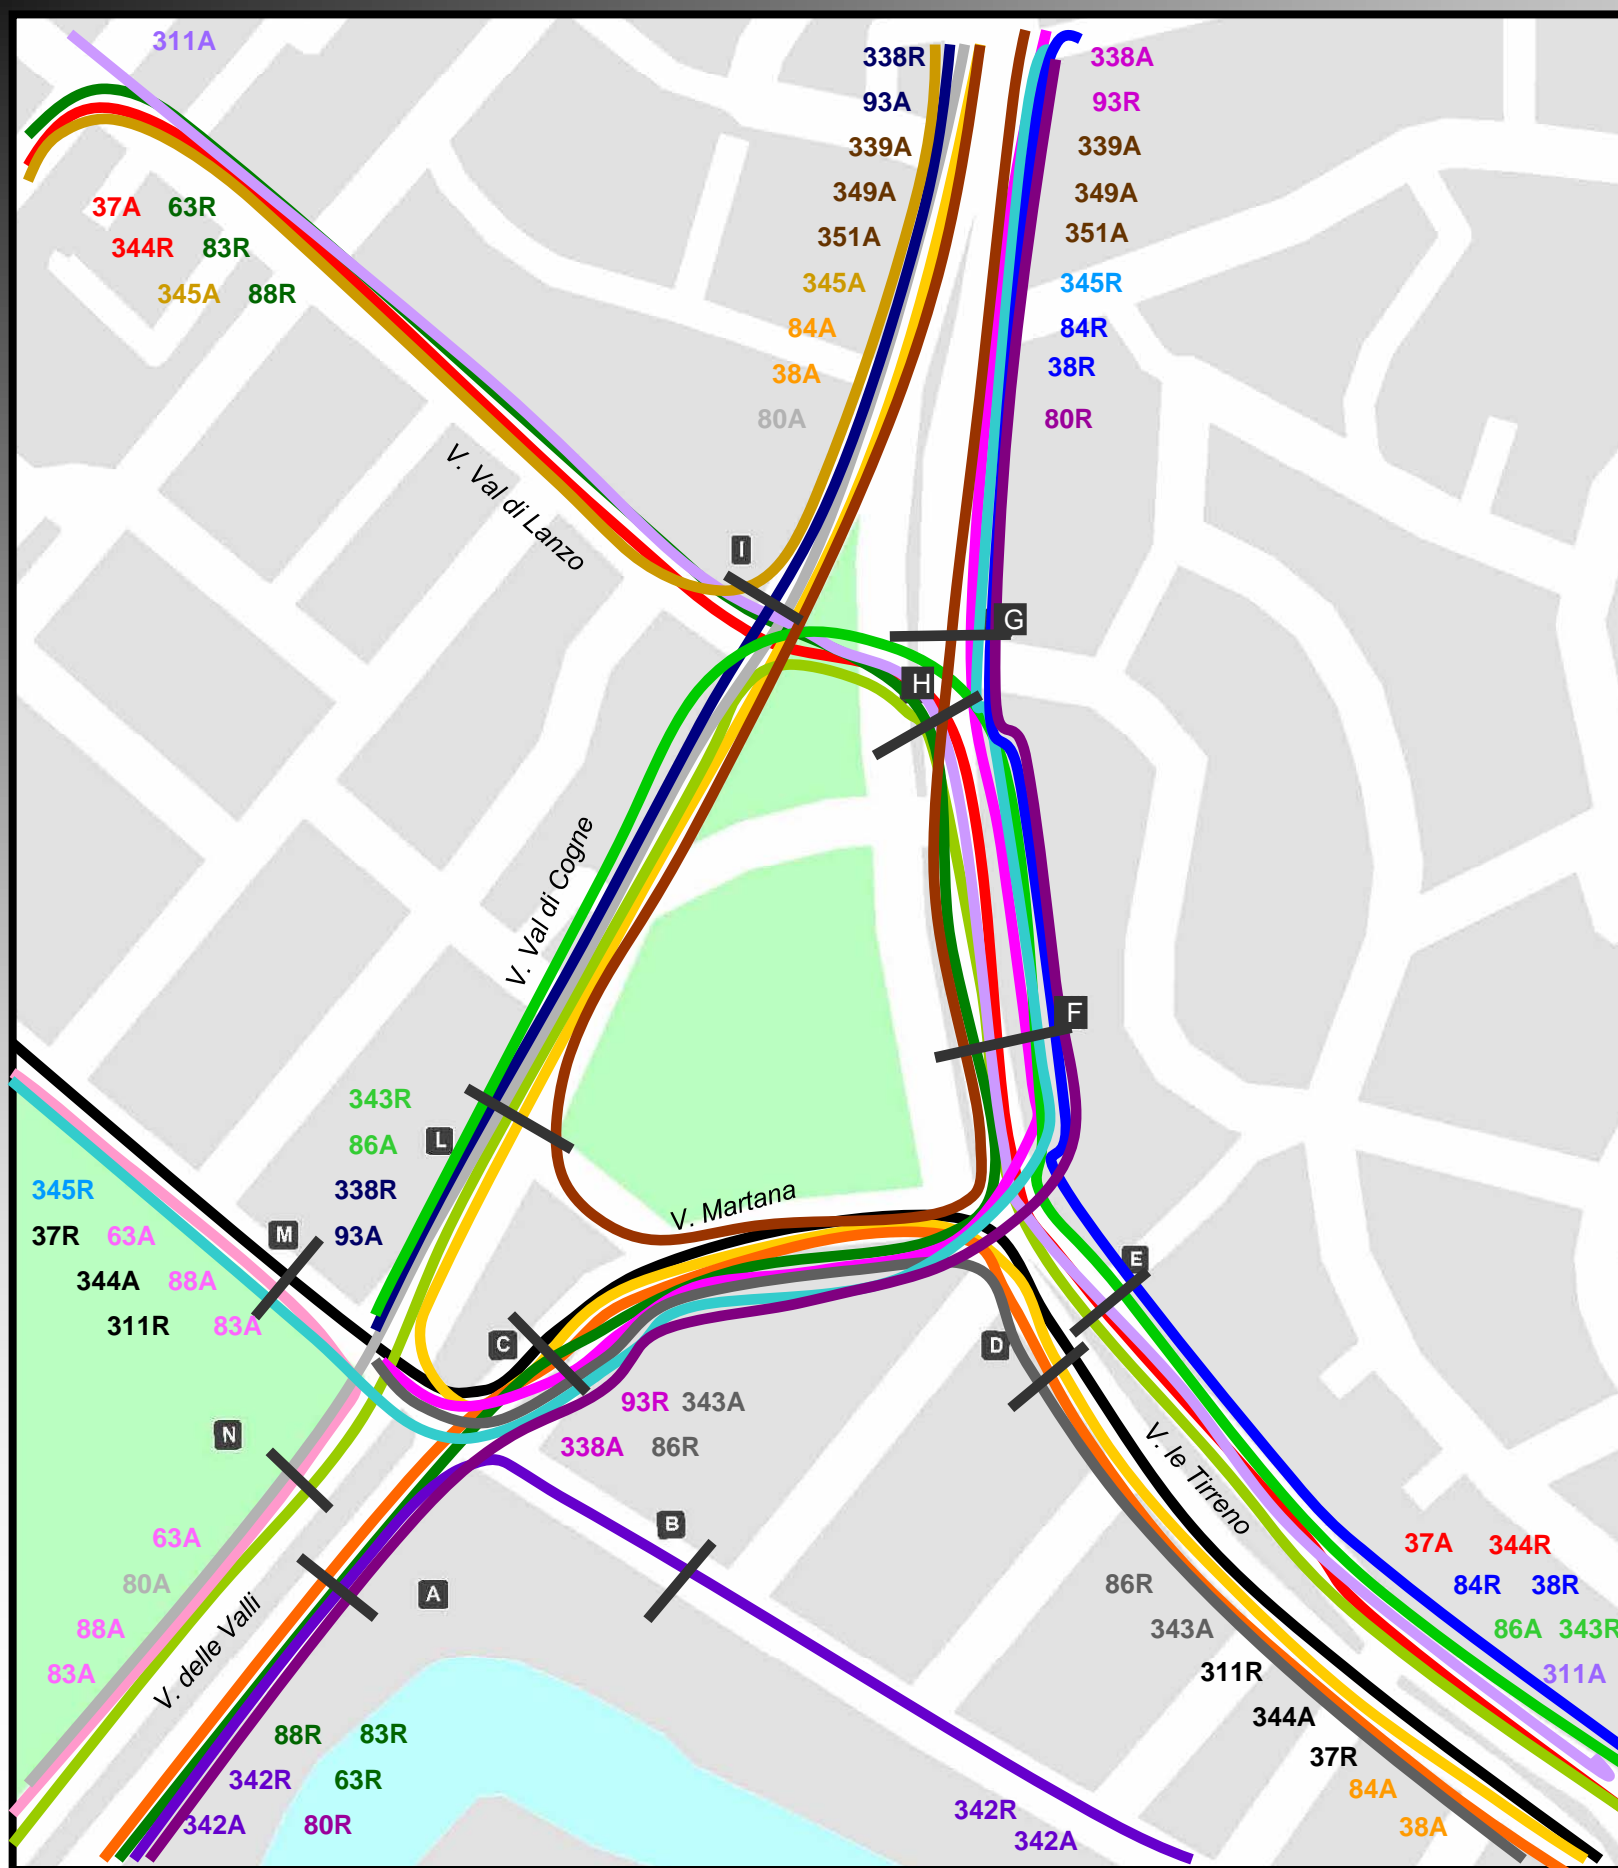 311A
338R
338A
93A
93R
339A
339A
349A
349A
351A
351A
37A 63R
344R 83R
345A 88R
345A
345R
84A
84R
38A
38R
80A
80R
V. Val di Lanzo
I
G
H
V. Val di Cogne
F
343R
86A
L
345R
338R
37R 63A
M
93A
344A 88A
311R 83A
V. Martana
E
C
D
93R 343A
338A 86R
N
V. le Tirreno
B
63A
80A
88A
83A
A
V. delle Valli
37A 344R
84R 38R
86A 343R
311A
86R
343A
311R
344A
37R
84A
38A
88R 83R
342R 63R
342A 80R
342R
342A